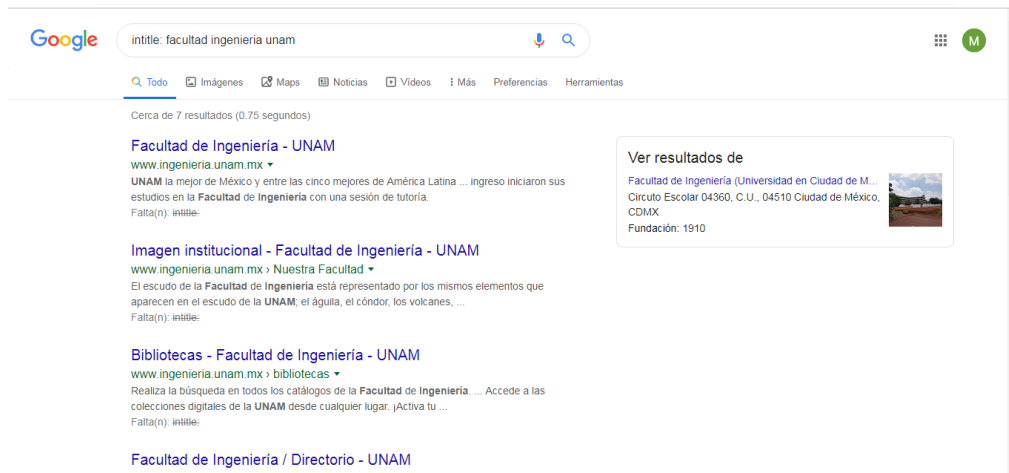 Google
intitle: facultad ingenieria unam
M
Todo
Imágenes
Maps
Noticias
Vídeos
Más
Preferencias
Herramientas
Cerca de 7 resultados (0.75 segundos)
Facultad de Ingeniería - UNAM
www.ingenieria.unam.mx
UNAM la mejor de México y entre las cinco mejores de América Latina ... ingreso iniciaron sus
estudios en la Facultad de Ingeniería con una sesión de tutoría.
Falta(n): intitle:
Imagen institucional - Facultad de Ingeniería - UNAM
www.ingenieria.unam.mx › Nuestra Facultad
El escudo de la Facultad de Ingeniería está representado por los mismos elementos que
aparecen en el escudo de la UNAM; el águila, el cóndor, los volcanes, ...
Falta(n): intitle:
Bibliotecas - Facultad de Ingeniería - UNAM
www.ingenieria.unam.mx › bibliotecas
Realiza la búsqueda en todos los catálogos de la Facultad de Ingeniería. ... Accede a las
colecciones digitales de la UNAM desde cualquier lugar. ¡Activa tu ...
Falta(n): intitle:
Facultad de Ingeniería / Directorio - UNAM
Ver resultados de
Facultad de Ingeniería (Universidad en Ciudad de M...
Circuto Escolar 04360, C.U., 04510 Ciudad de México,
CDMX
Fundación: 1910